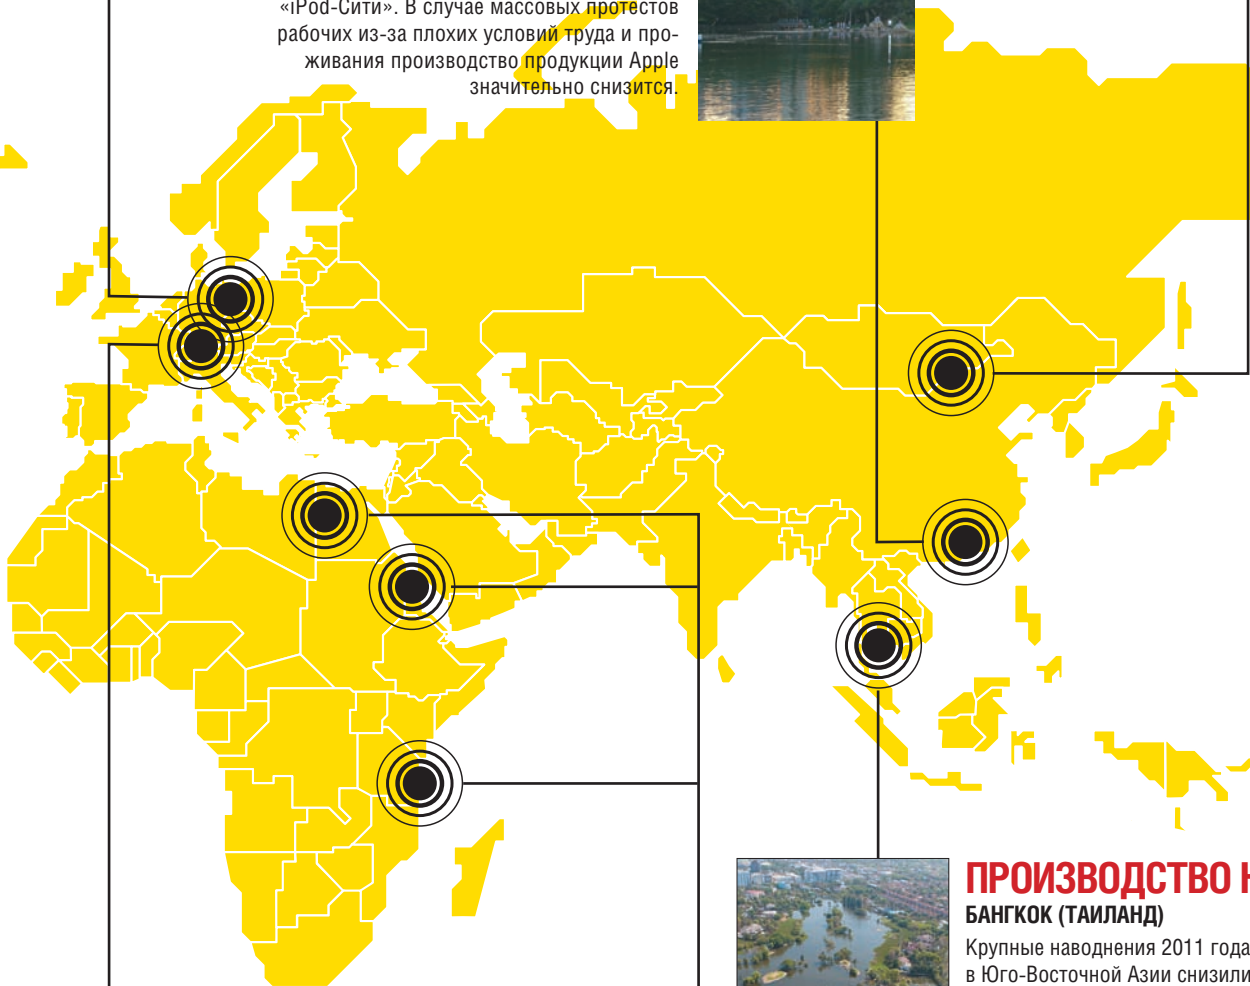 «iPod-Сити». В случае массовых протестов
рабочих из-за плохих условий труда и про-
живания производство продукции Apple
значительно снизится.
ПРОИЗВОДСТВО
БАНГКОК (ТАИЛАНД)
Крупные наводнения 2011 года
в Юго-Восточной Азии снизили